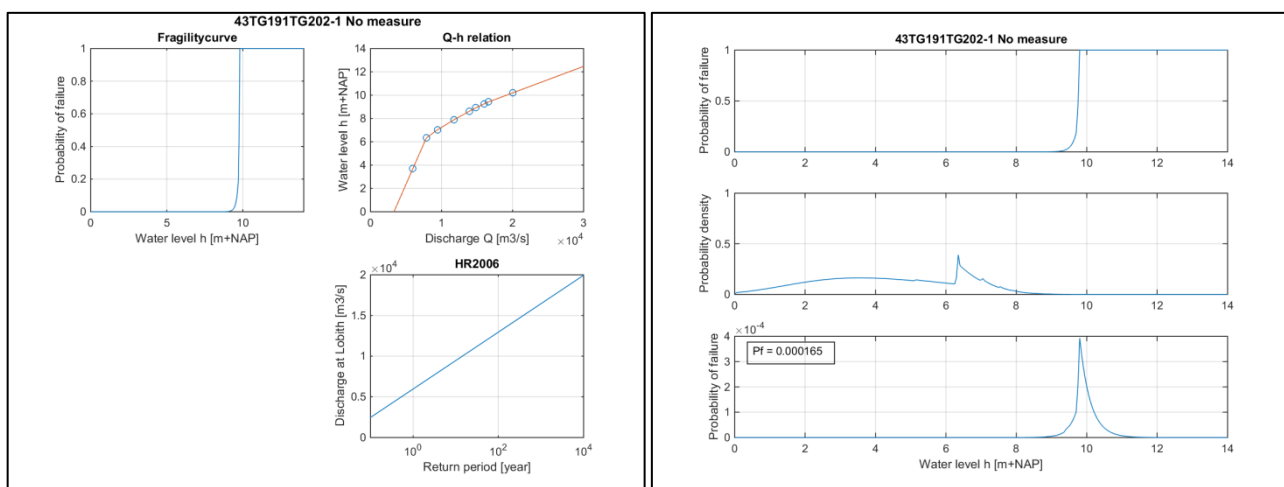 43TG191TG202-1 No measure
Fragilitycurve
Probability of failure
1
0.8
0.6
0.4
0.2
0
0
5
10
Water level h [m+NAP]
Q-h relation
Water level h [m+NAP]
14
12
10
8
6
4
2
0
0
1
2
3
× 10^4
Discharge Q [m3/s]
HR2006
× 10^4
Discharge at Lobith [m3/s]
2
1.5
1
0.5
0
10^0
10^2
10^4
Return period [year]
43TG191TG202-1 No measure
Probability of failure
1
0.5
0
0 2 4 6 8 10 12 14
Probability density
1
0.5
0
0 2 4 6 8 10 12 14
× 10^-4
Probability of failure
4
3
2
1
0
Pf = 0.000165
0 2 4 6 8 10 12 14
Water level h [m+NAP]